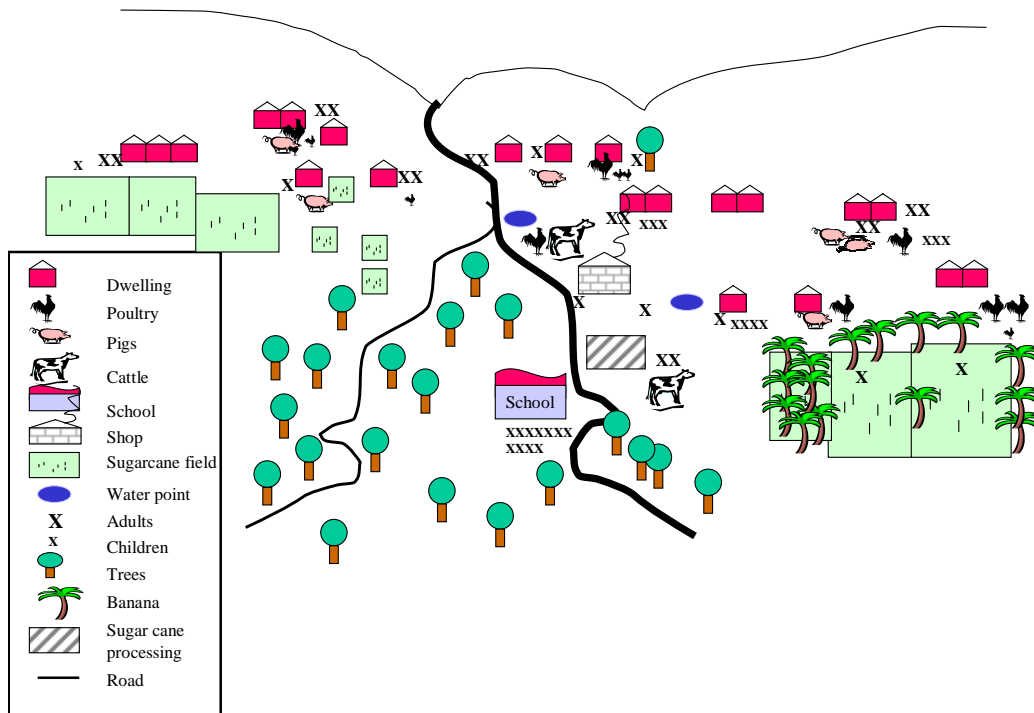 XX
x XX
XX X X
X XX
XX xxx
XX
XX xxx
X X
X xxxx
XX
X X
School
xxxxxxx
xxxx
Dwelling
Poultry
Pigs
Cattle
School
Shop
Sugarcane field
Water point
X Adults
x Children
Trees
Banana
Sugar cane
processing
Road